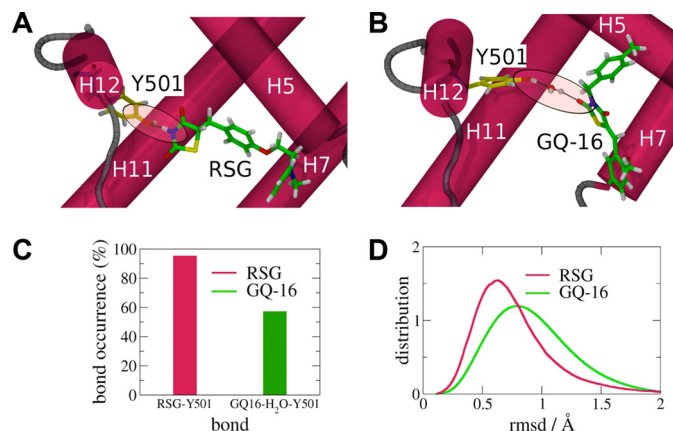 A
Y501
H12
H5
H11
RSG
H7
B
H5
Y501
H12
H11
GQ-16
H7
C
bond occurrence (%)
100
80
60
40
20
0
RSG
GQ-16
RSG-Y501
GQ16-H₂O-Y501
bond
D
distribution
2
1
0
RSG
GQ-16
0
0.5
1
1.5
2
rmsd / Å